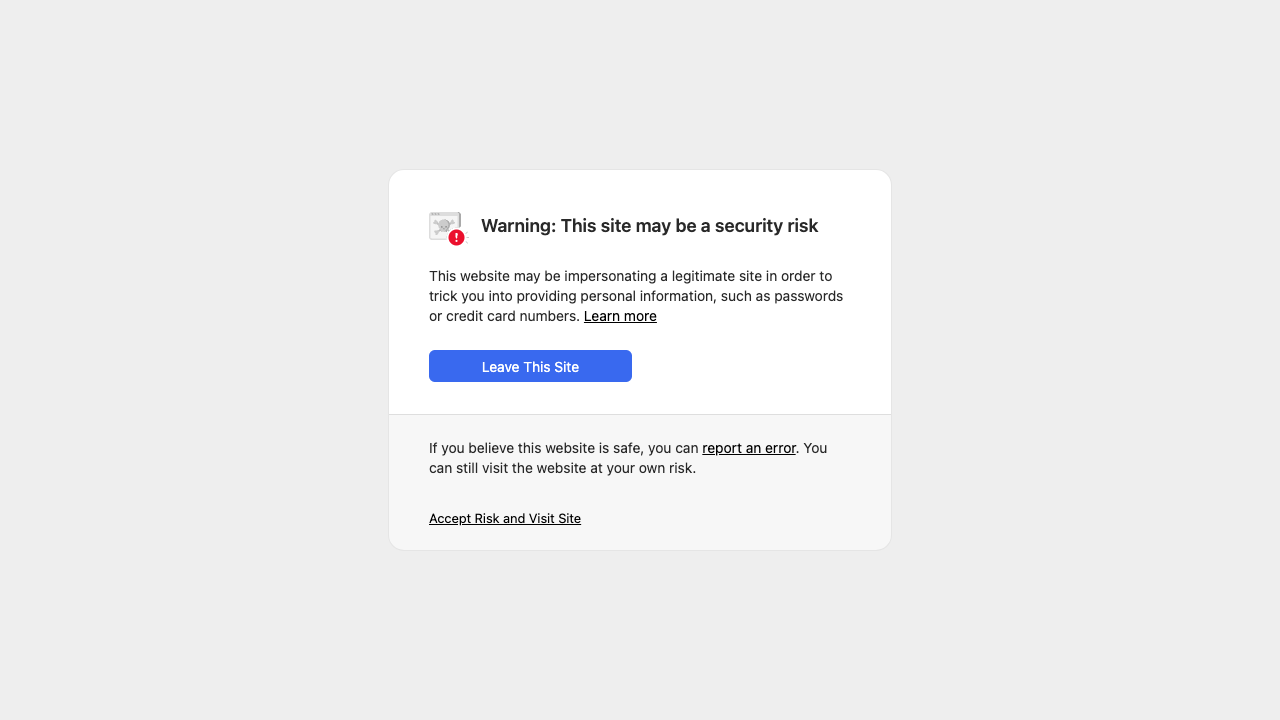 Warning: This site may be a security risk
This website may be impersonating a legitimate site in order to
trick you into providing personal information, such as passwords
or credit card numbers. Learn more
Leave This Site
If you believe this website is safe, you can report an error. You
can still visit the website at your own risk.
Accept Risk and Visit Site